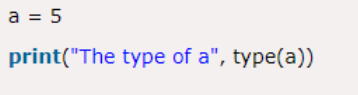 a = 5
print("The type of a", type(a))